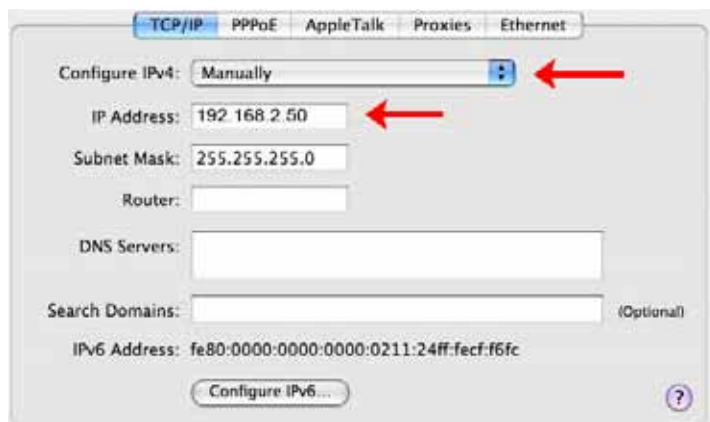 TCP/IP PPPoE AppleTalk Proxies Ethernet
Configure IPv4: Manually
IP Address: 192.168.2.50
Subnet Mask: 255.255.255.0
Router:
DNS Servers:
Search Domains: (Optional)
IPv6 Address: fe80:0000:0000:0000:0211:24ff:fecf:f6fc
Configure IPv6...
?